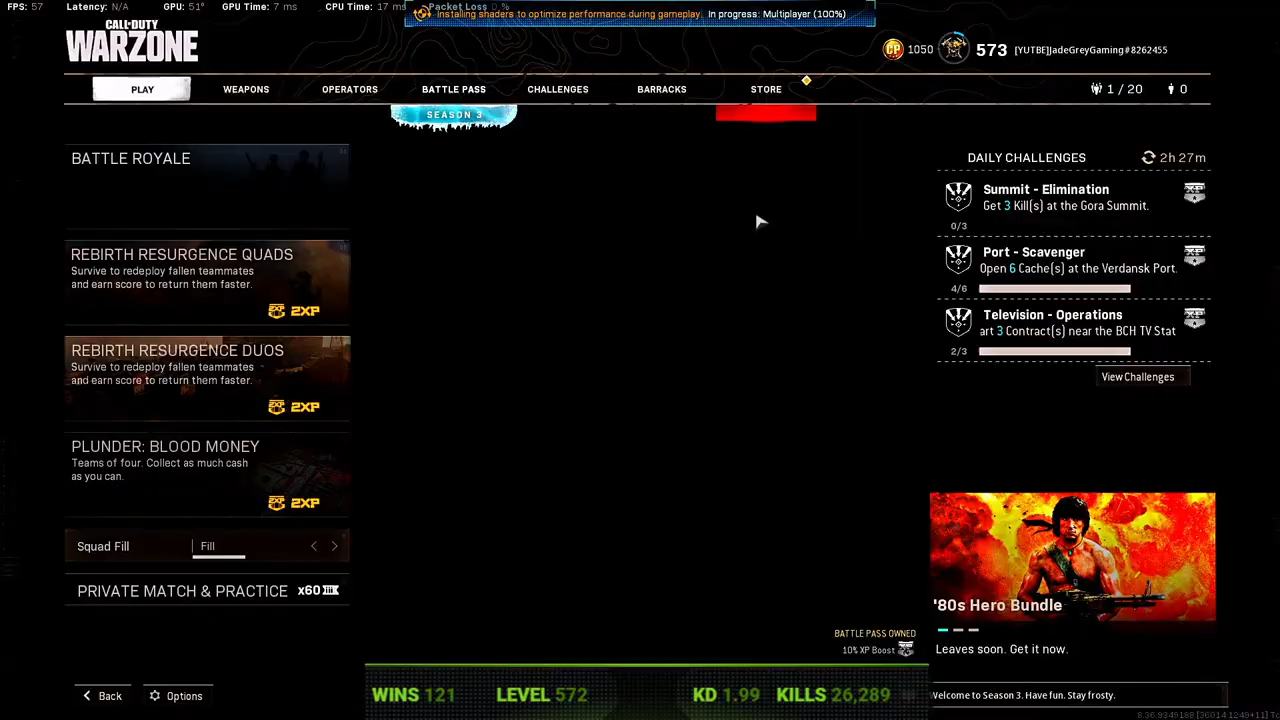 FPS: 57 Latency: N/A GPU: 51° GPU Time: 7 ms CPU Time: 17 ms Packet Loss 0 %
Installing shaders to optimize performance during gameplay. In progress: Multiplayer (100%)
CALL OF DUTY
WARZONE
CP 1050 573 [YUTBE]JadeGreyGaming#8262455
PLAY WEAPONS OPERATORS BATTLE PASS CHALLENGES BARRACKS STORE 1 / 20 0
SEASON 3
BATTLE ROYALE
REBIRTH RESURGENCE QUADS
Survive to redeploy fallen teammates
and earn score to return them faster.
2XP 2XP
REBIRTH RESURGENCE DUOS
Survive to redeploy fallen teammates
and earn score to return them faster.
2XP 2XP
PLUNDER: BLOOD MONEY
Teams of four. Collect as much cash
as you can.
2XP 2XP
Squad Fill Fill
PRIVATE MATCH & PRACTICE x60
Back Options
DAILY CHALLENGES 2h 27m
Summit - Elimination XP
Get 3 Kill(s) at the Gora Summit.
0/3
Port - Scavenger XP
Open 6 Cache(s) at the Verdansk Port.
4/6
Television - Operations XP
art 3 Contract(s) near the BCH TV Stat
2/3
View Challenges
'80s Hero Bundle
Leaves soon. Get it now.
BATTLE PASS OWNED
10% XP Boost
WINS 121 LEVEL 572 KD 1.99 KILLS 26,289
Welcome to Season 3. Have fun. Stay frosty.